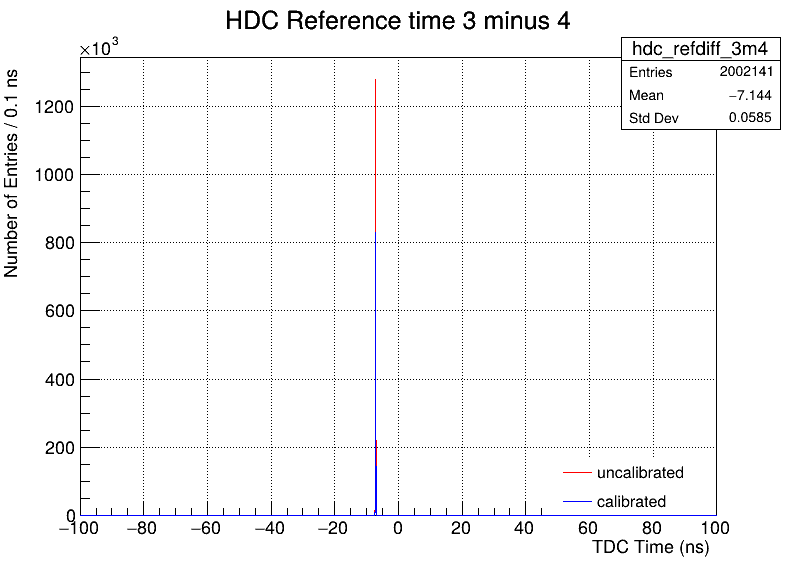 HDC Reference time 3 minus 4
×10³
hdc_refdiff_3m4
Entries 2002141
Mean −7.144
Std Dev 0.0585
Number of Entries / 0.1 ns
1200
1000
800
600
400
200
0
uncalibrated
calibrated
−100 −80 −60 −40 −20 0 20 40 60 80 100
TDC Time (ns)